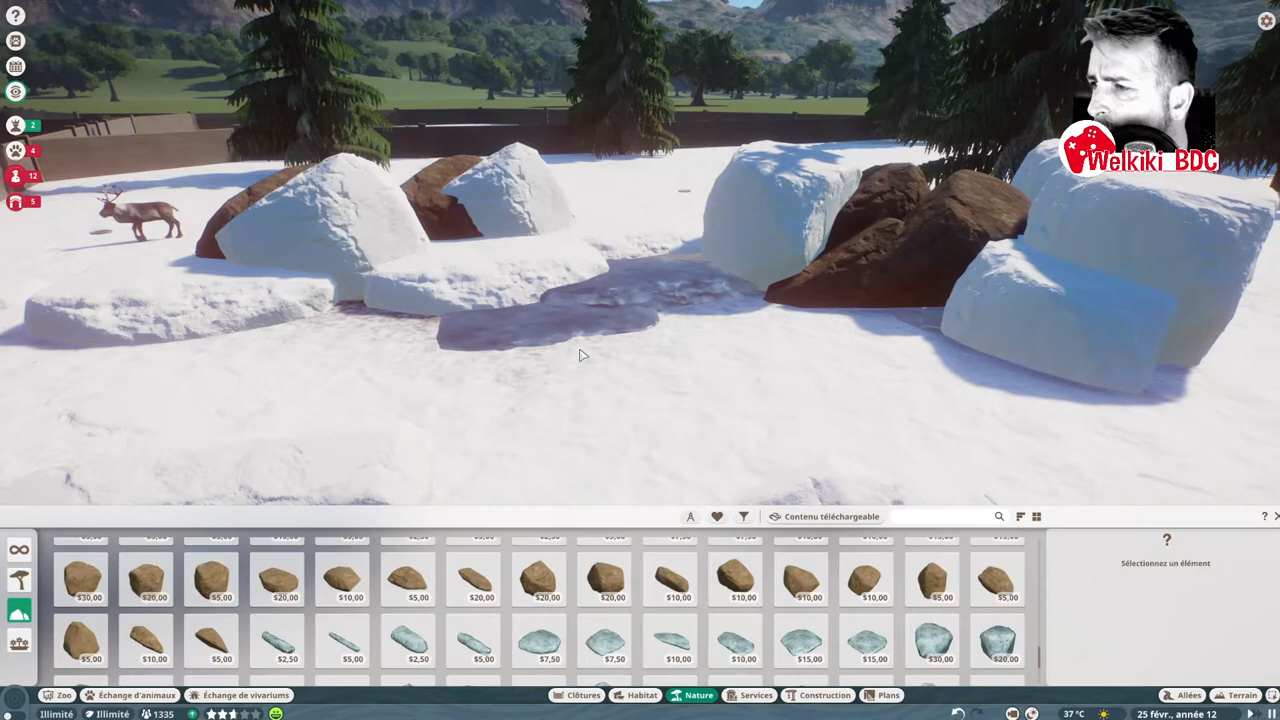 2
4
12
5
Welkiki_BDC
Contenu téléchargeable
?
Sélectionnez un élément
$30,00 $20,00 $5,00 $20,00 $10,00 $5,00 $20,00 $20,00 $20,00 $10,00 $10,00 $10,00 $10,00 $5,00 $5,00
$5,00 $10,00 $5,00 $2,50 $5,00 $2,50 $5,00 $7,50 $7,50 $10,00 $10,00 $15,00 $15,00 $30,00 $20,00
Zoo Échange d'animaux Échange de vivariums Clôtures Habitat Nature Services Construction Plans Allées Terrain
Illimité Illimité 1335 37 °C 25 févr., année 12